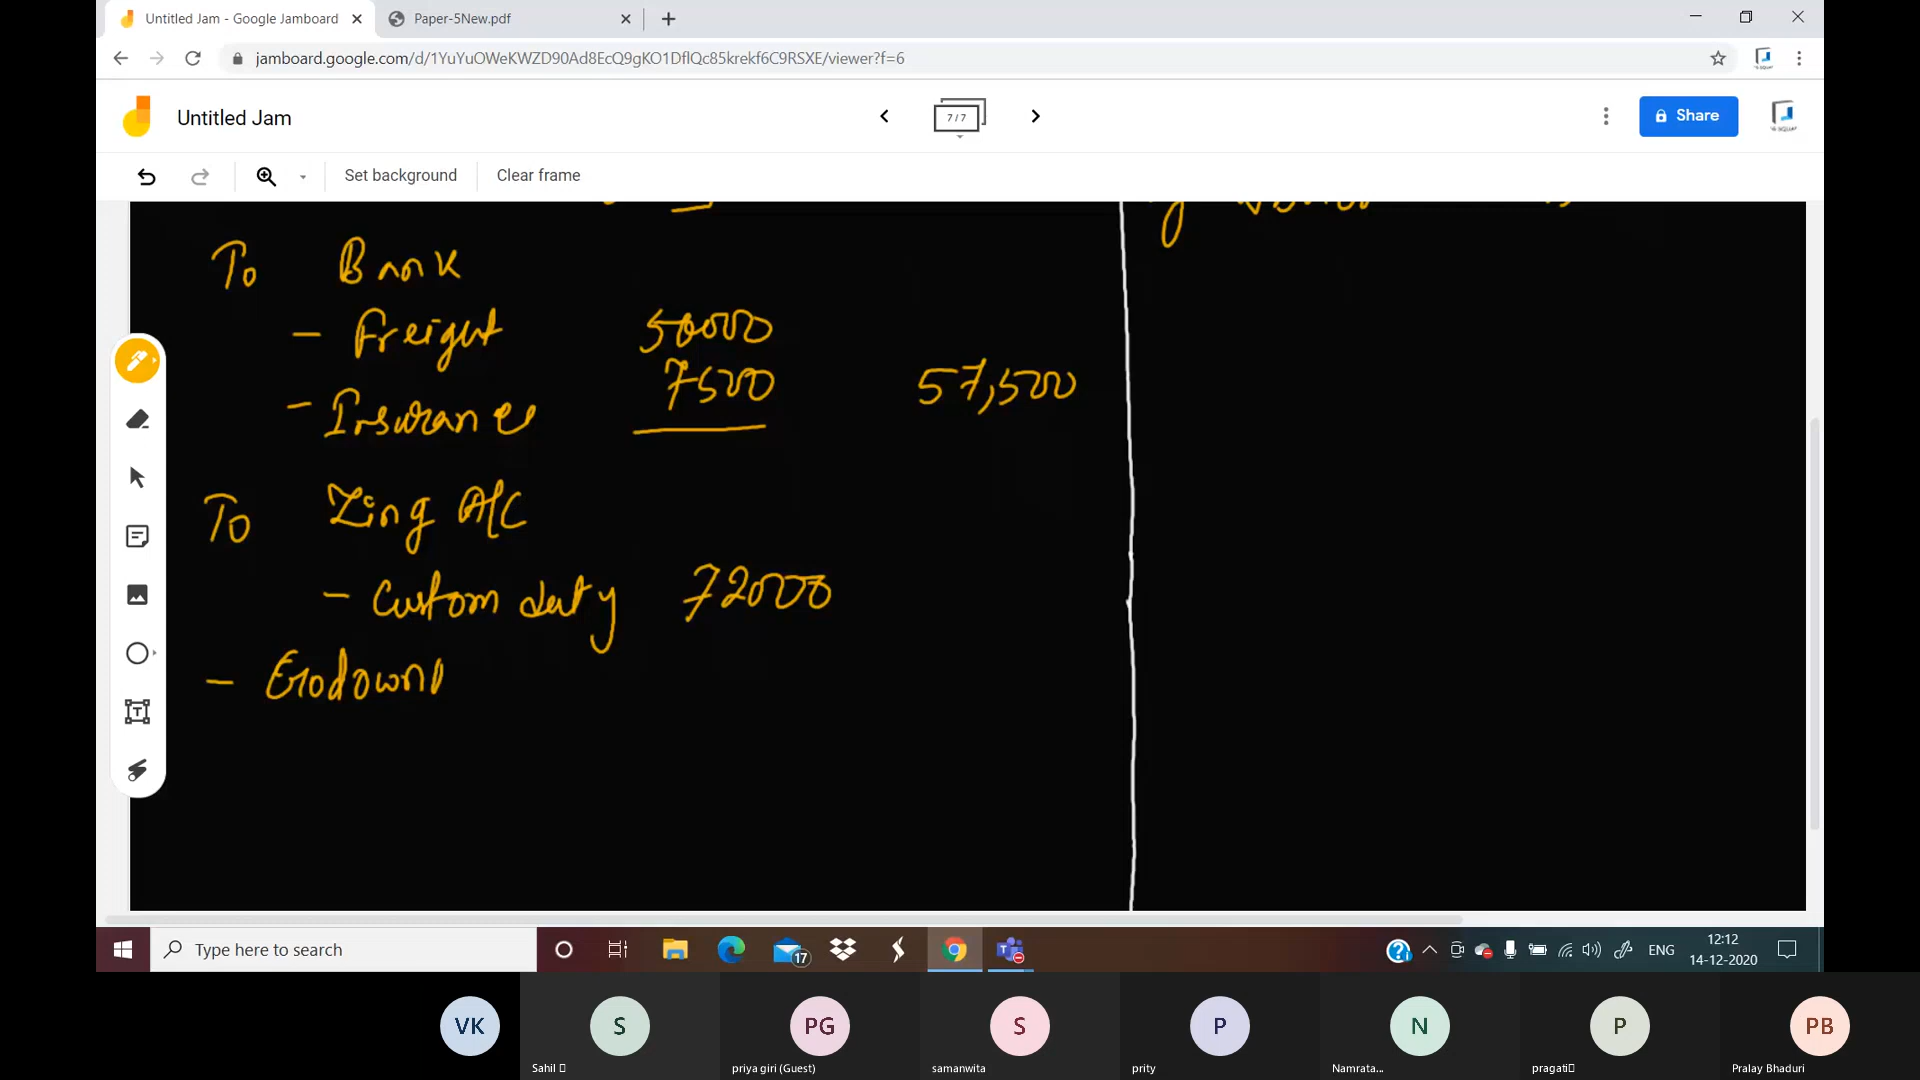 Untitled Jam - Google Jamboard
Paper-5New.pdf
jamboard.google.com/d/1YuYuOWeKWZD90Ad8EcQ9gKO1DflQc85krekf6C9RSXE/viewer?f=6
Untitled Jam
7 / 7
Share
Set background
Clear frame
To Bank
- Freight 50000
7500 57,500
- Insurance
To Zing A/C
- Custom duty 72000
- Godown
Type here to search
17
ENG
12:12
14-12-2020
VK
S
PG
S
P
N
P
PB
Sahil
priya giri (Guest)
samanwita
prity
Namrata...
pragati
Pralay Bhaduri